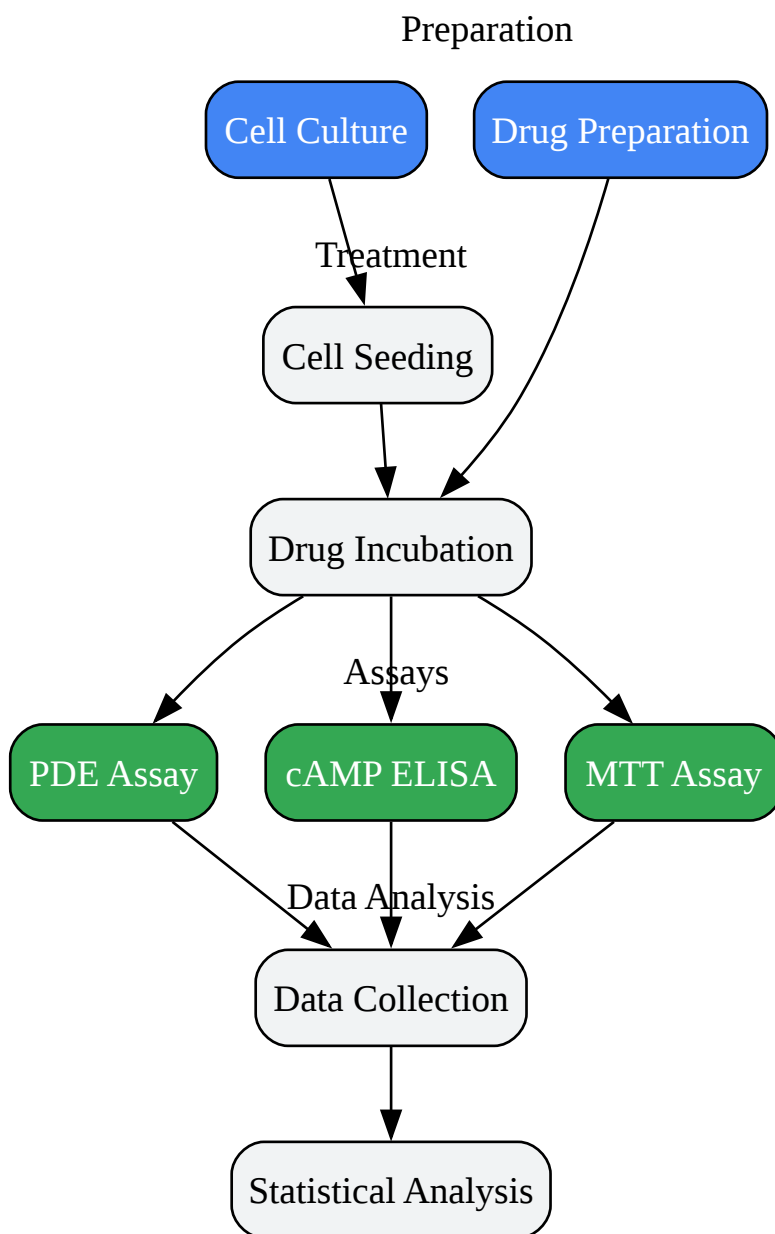 Preparation
Cell Culture
Drug Preparation
Treatment
Cell Seeding
Drug Incubation
Assays
PDE Assay
cAMP ELISA
MTT Assay
Data Analysis
Data Collection
Statistical Analysis